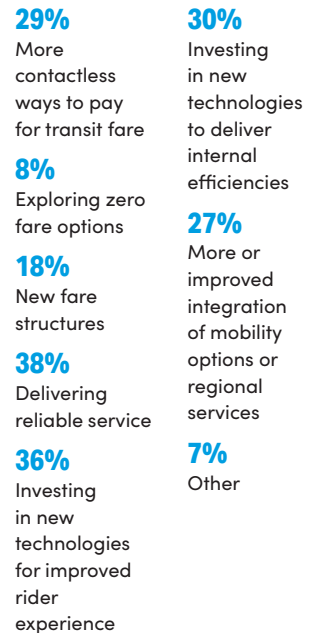 29%
More
contactless
ways to pay
for transit fare
8%
Exploring zero
fare options
18%
New fare
structures
38%
Delivering
reliable service
36%
Investing
in new
technologies
for improved
rider
experience
30%
Investing
in new
technologies
to deliver
internal
efficiencies
27%
More or
improved
integration
of mobility
options or
regional
services
7%
Other